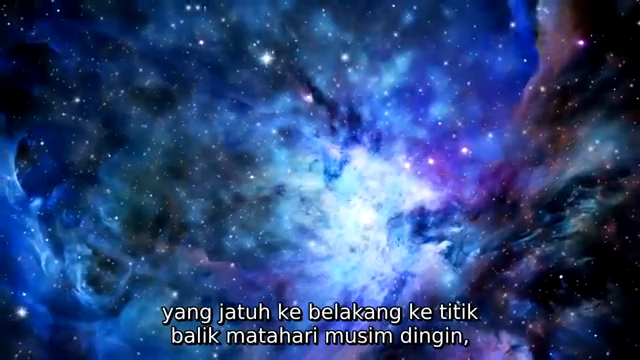 yang jatuh ke belakang ke titik
balik matahari musim dingin,